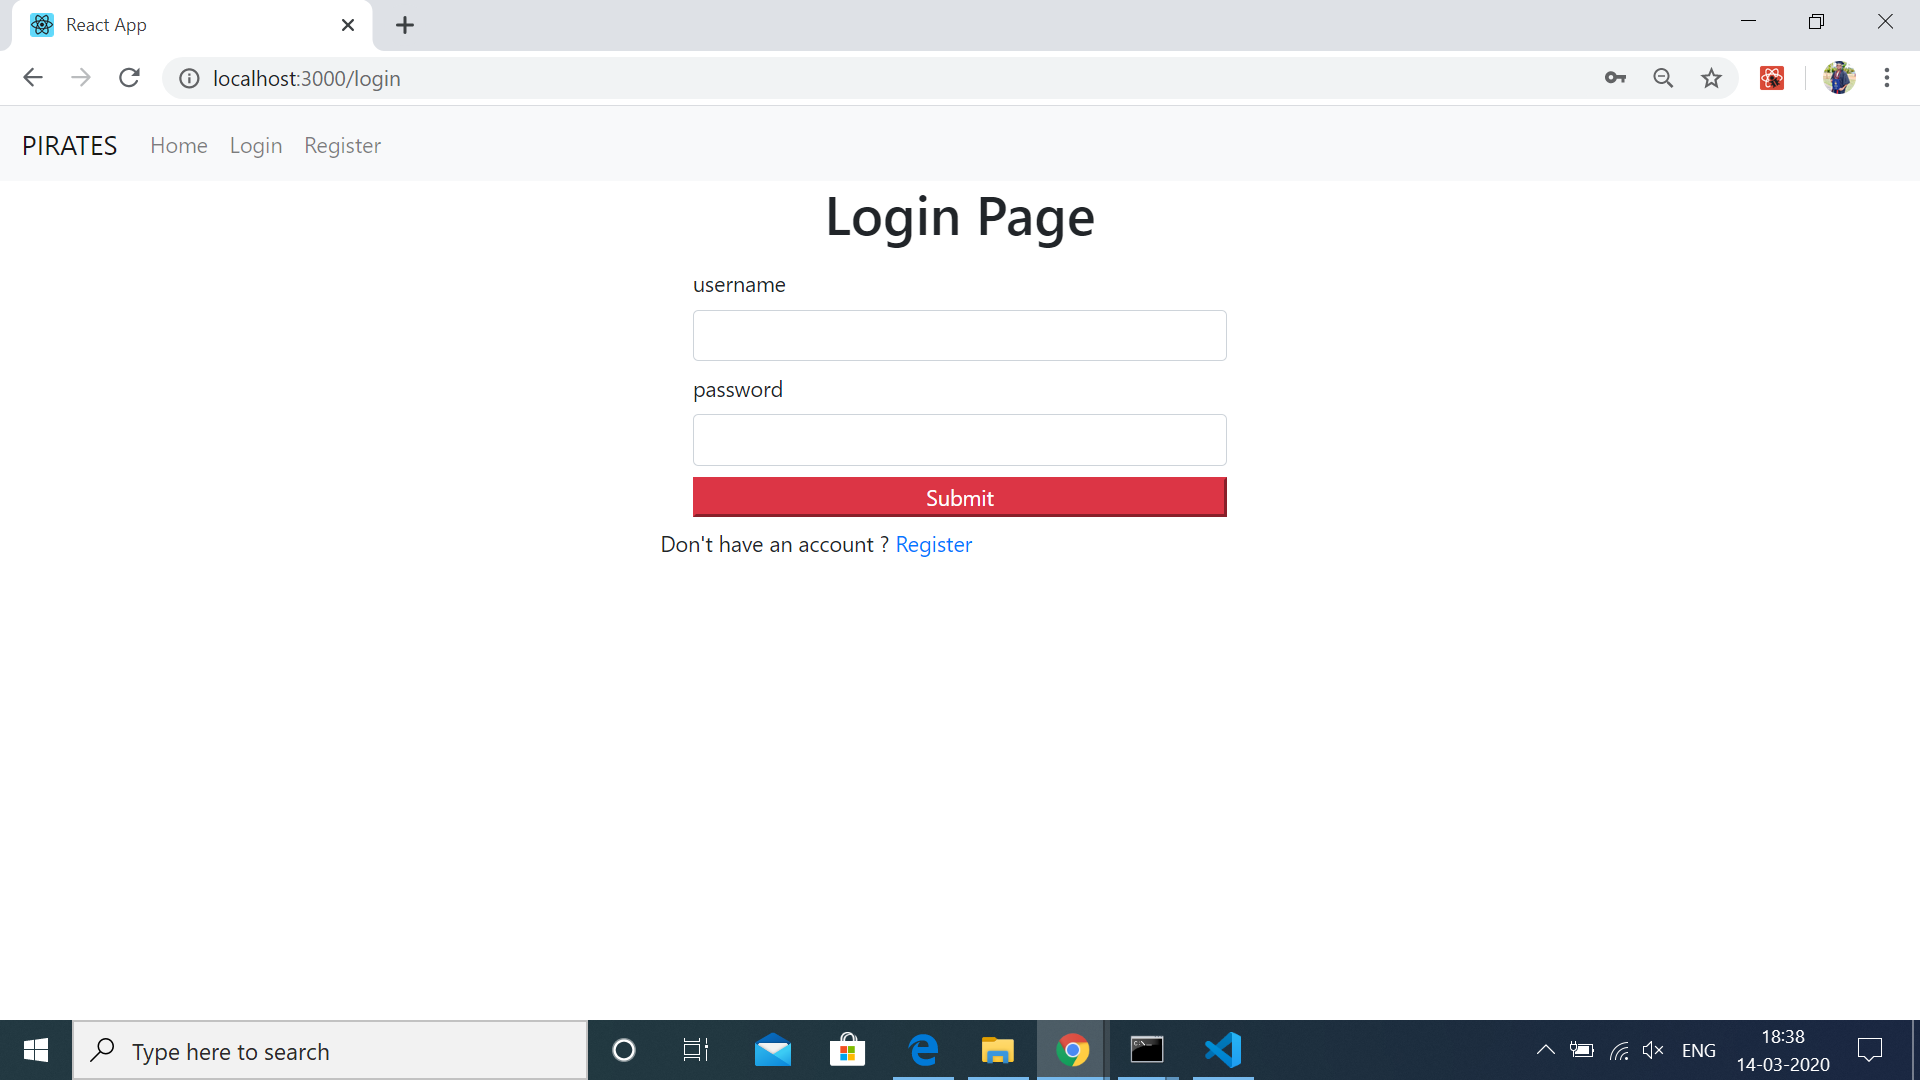 React App
localhost:3000/login
PIRATES Home Login Register
Login Page
username
password
Submit
Don't have an account ? Register
Type here to search
ENG
18:38
14-03-2020